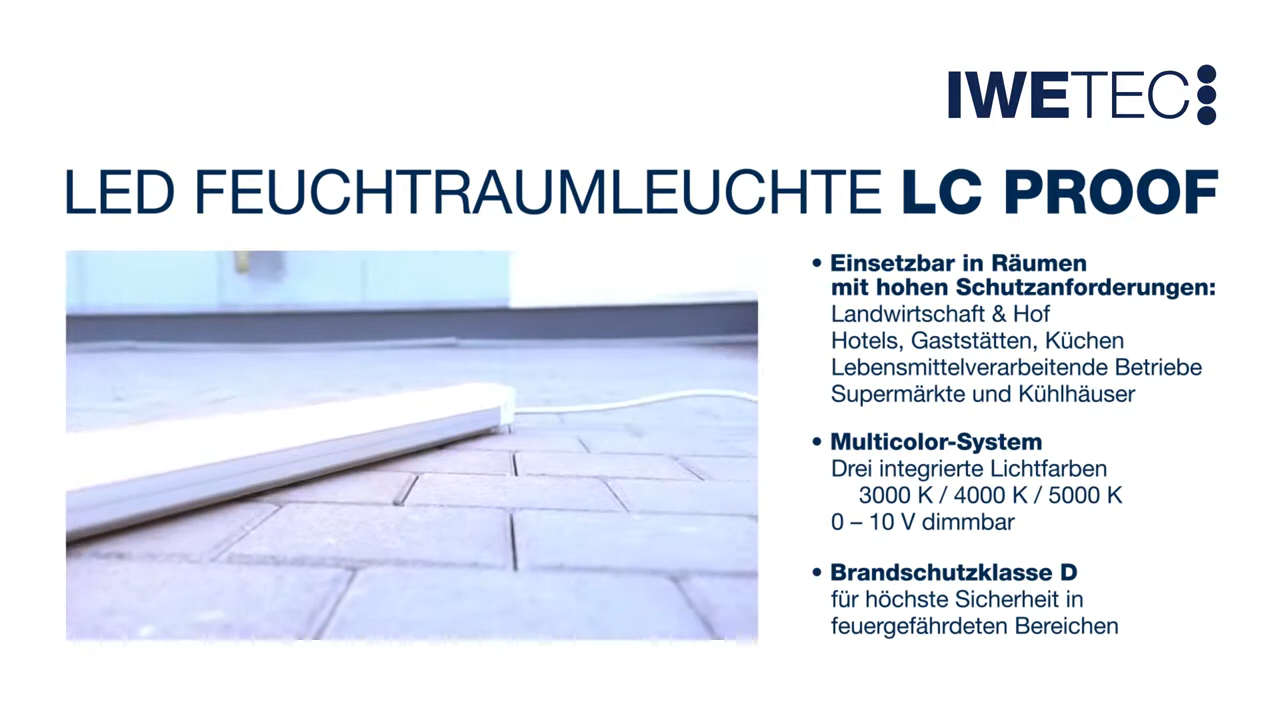 IWETEC
LED FEUCHTRAUMLEUCHTE LC PROOF
• Einsetzbar in Räumen
mit hohen Schutzanforderungen:
Landwirtschaft & Hof
Hotels, Gaststätten, Küchen
Lebensmittelverarbeitende Betriebe
Supermärkte und Kühlhäuser
• Multicolor-System
Drei integrierte Lichtfarben
3000 K / 4000 K / 5000 K
0 – 10 V dimmbar
• Brandschutzklasse D
für höchste Sicherheit in
feuergefährdeten Bereichen